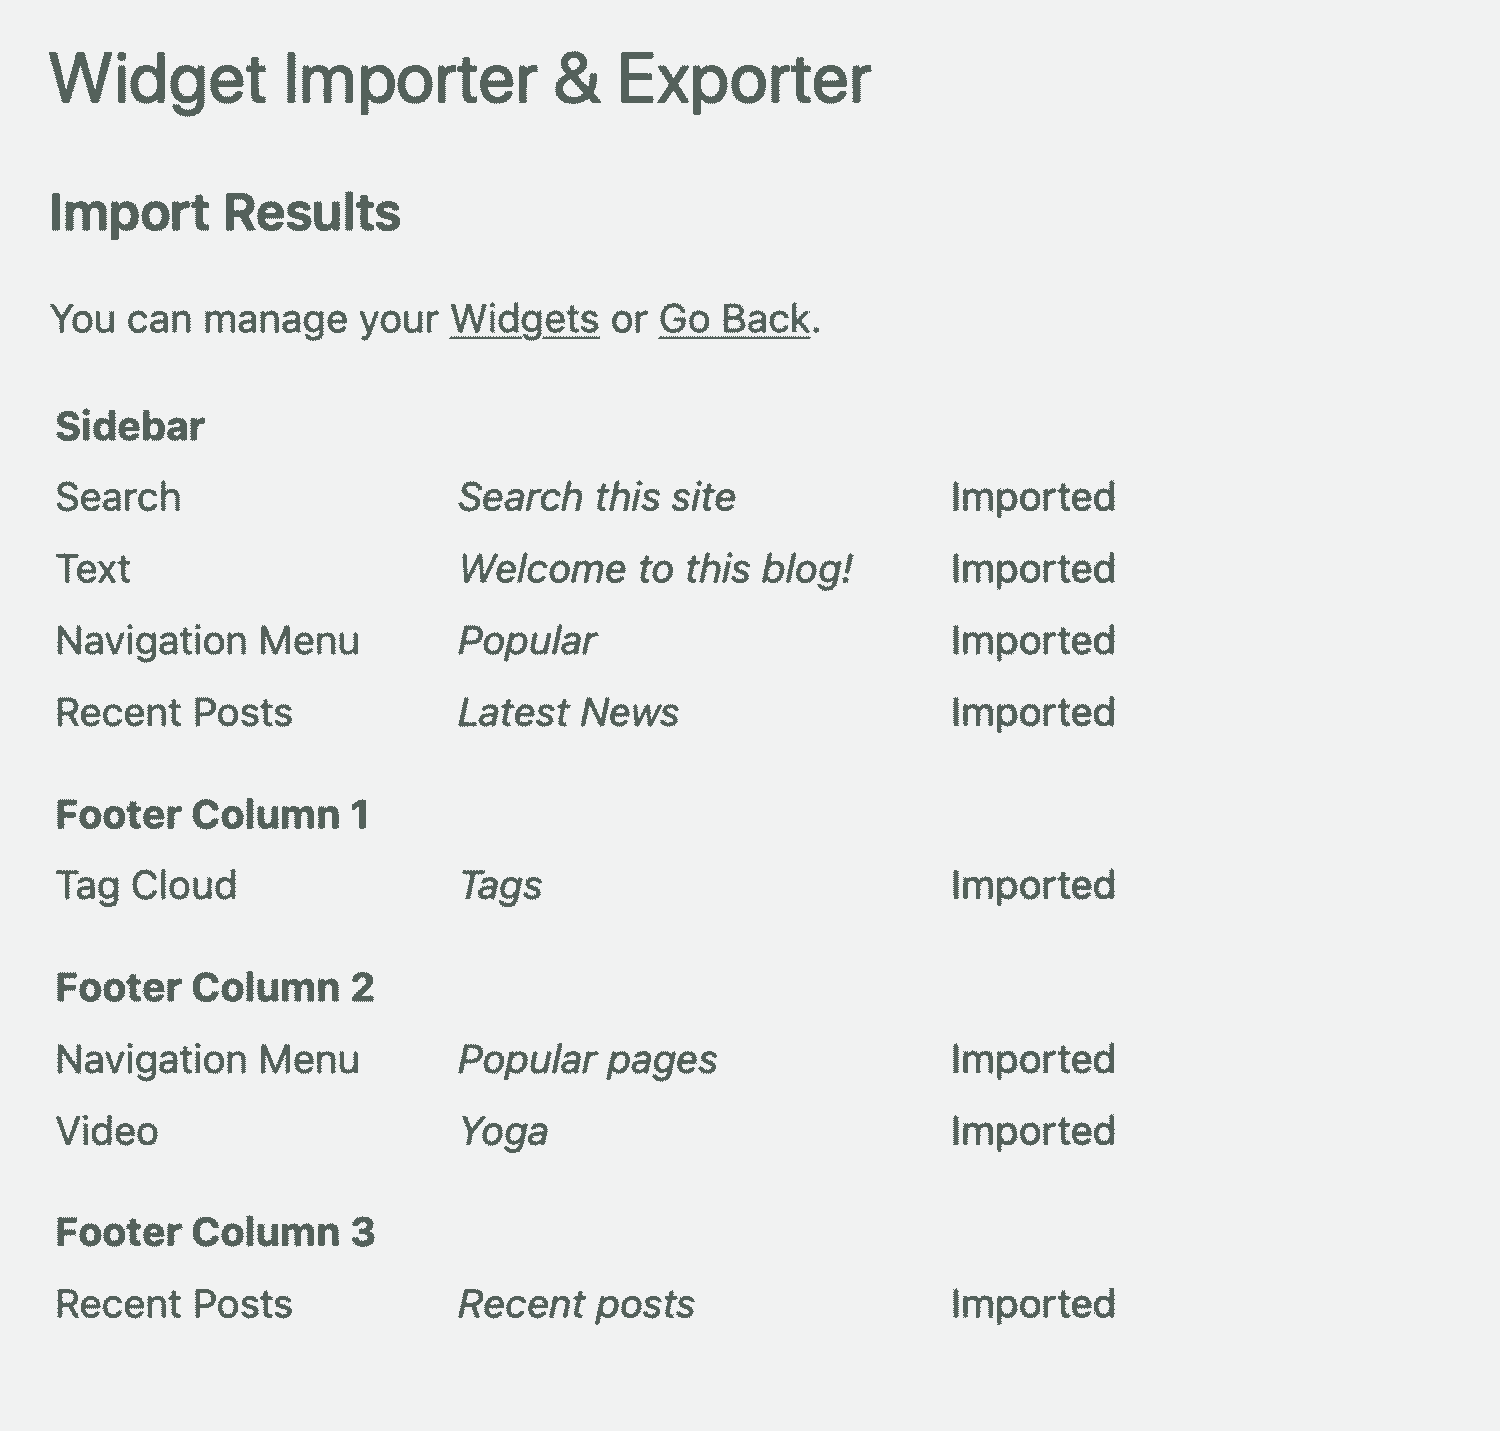 Widget Importer & Exporter
Import Results
You can manage your Widgets or Go Back.
Sidebar
Search Search this site Imported
Text Welcome to this blog! Imported
Navigation Menu Popular Imported
Recent Posts Latest News Imported
Footer Column 1
Tag Cloud Tags Imported
Footer Column 2
Navigation Menu Popular pages Imported
Video Yoga Imported
Footer Column 3
Recent Posts Recent posts Imported